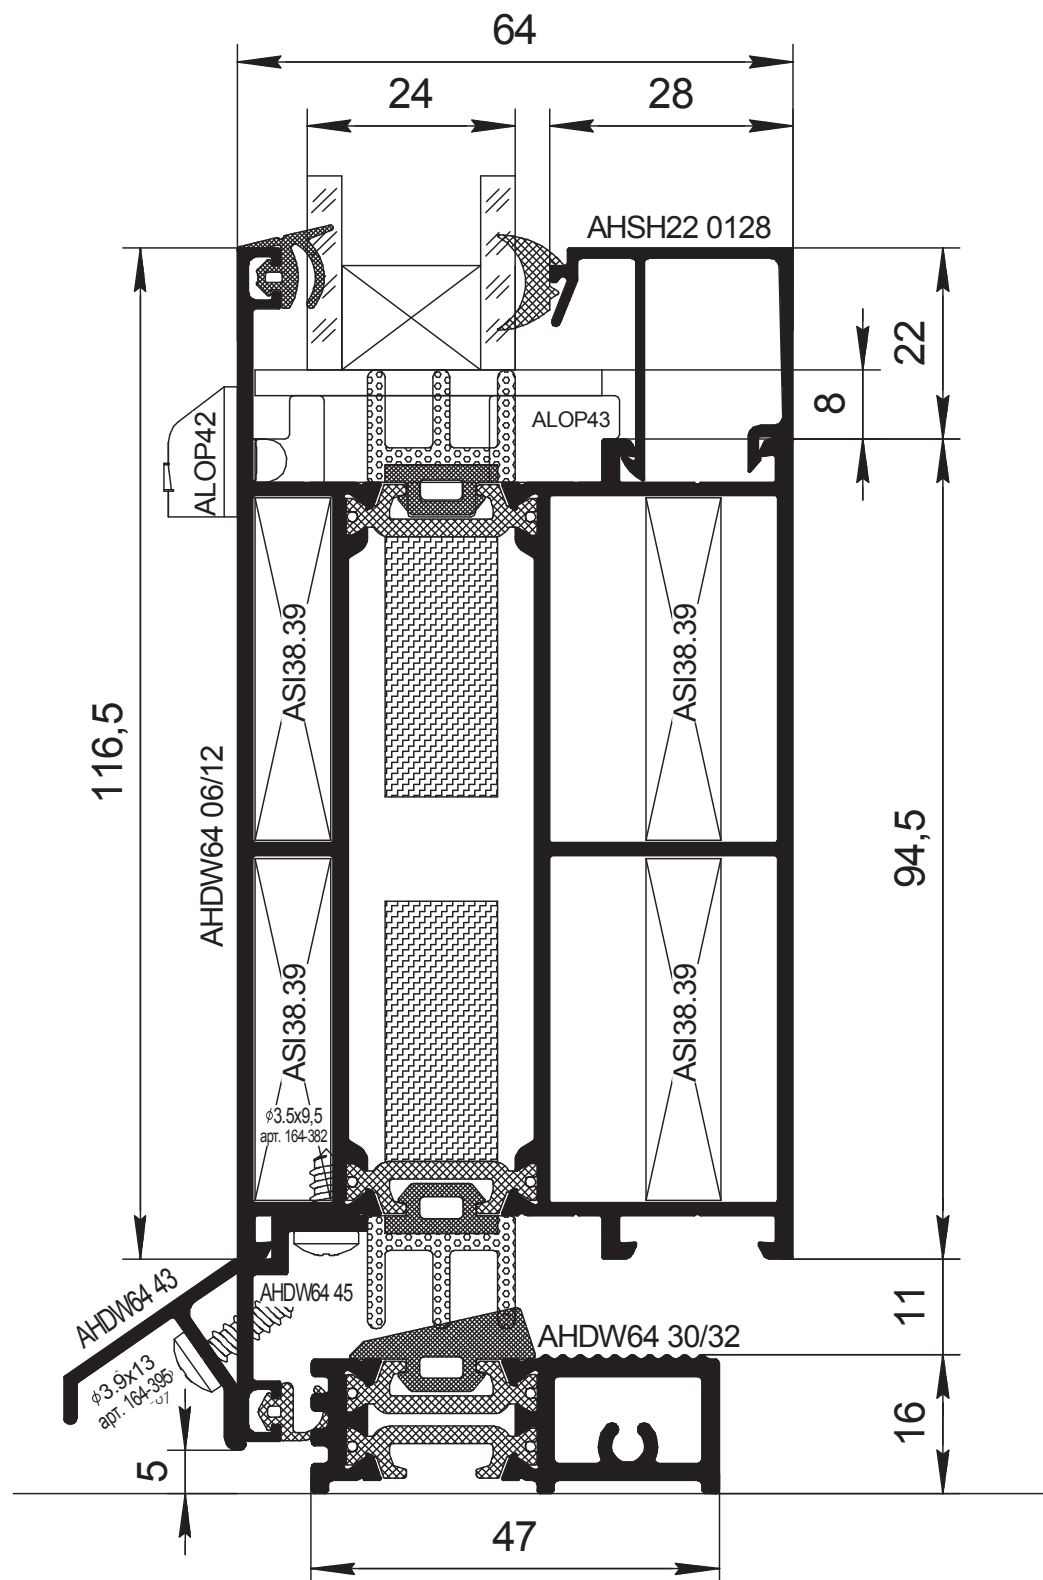 64
24
28
AHSH22 0128
22
8
ALOP42
ALOP43
ASI38.39
ASI38.39
116,5
AHDW64 06/12
94,5
ASI38.39
ASI38.39
ϕ3.5x9,5
арт. 164-382
AHDW64 43
AHDW64 45
11
AHDW64 30/32
ϕ3.9x13
арт. 164-395
16
5
47